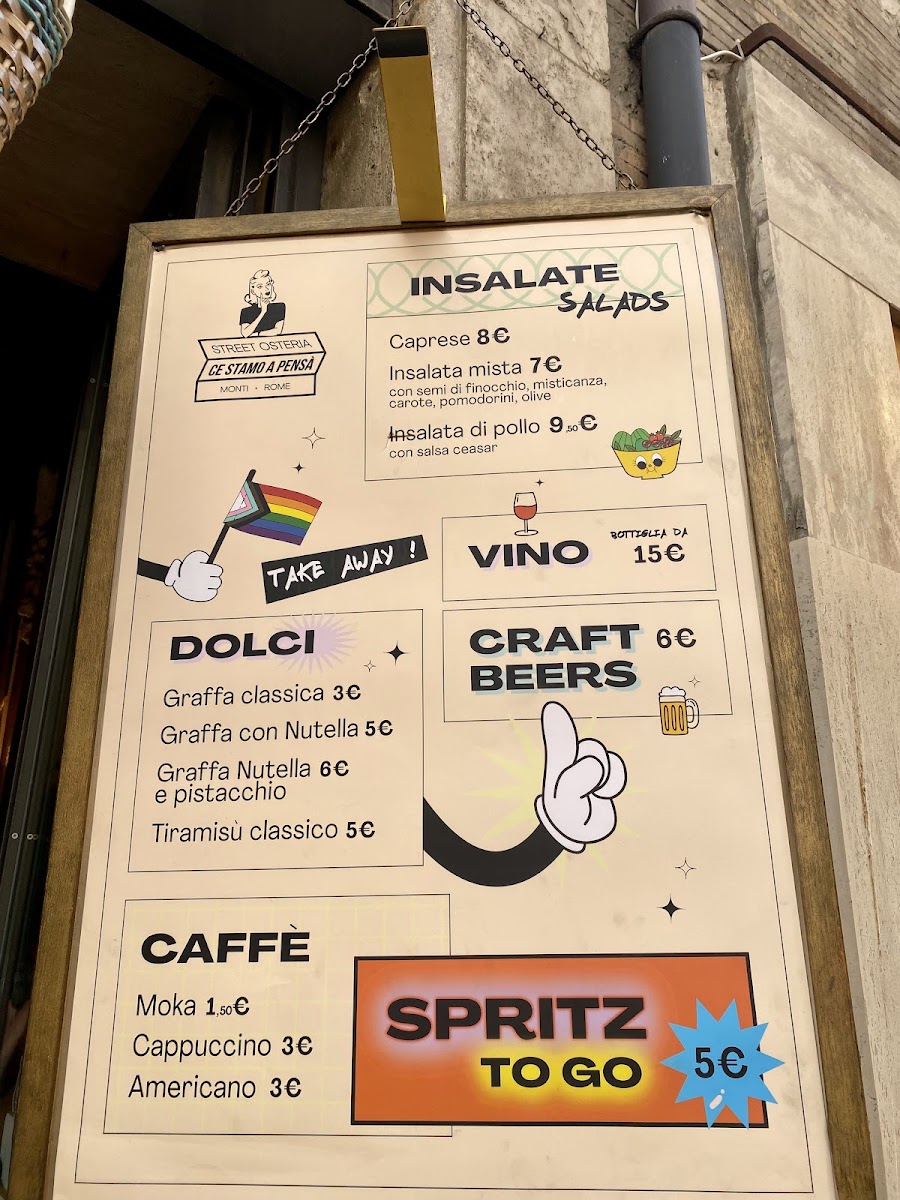 STREET OSTERIA
CE STAMO A PENSÀ
MONTI • ROME
INSALATE
SALADS
Caprese 8€
Insalata mista 7€
con semi di finocchio, misticanza,
carote, pomodorini, olive
Insalata di pollo 9,50€
con salsa ceasar
TAKE AWAY !
VINO
BOTTIGLIA DA
15€
CRAFT
BEERS
6€
DOLCI
Graffa classica 3€
Graffa con Nutella 5€
Graffa Nutella 6€
e pistacchio
Tiramisù classico 5€
CAFFÈ
Moka 1,50€
Cappuccino 3€
Americano 3€
SPRITZ
TO GO
5€